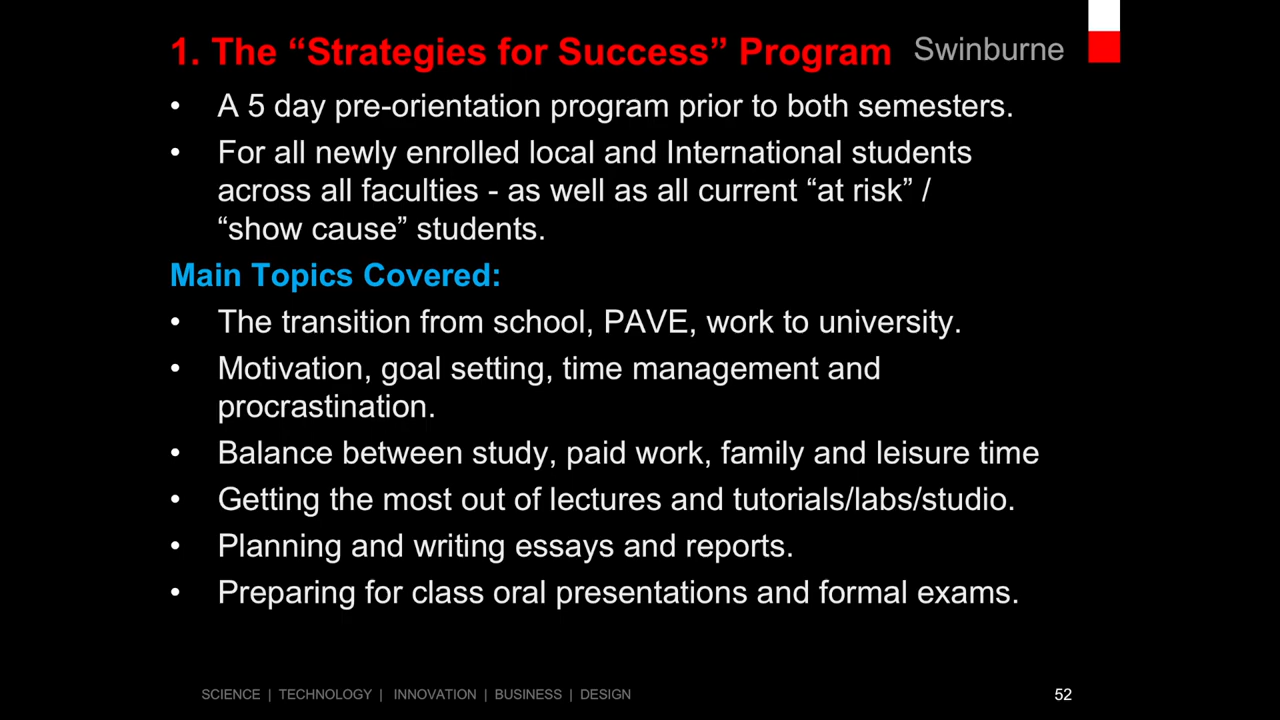 1. The “Strategies for Success” Program
Swinburne
• A 5 day pre-orientation program prior to both semesters.
• For all newly enrolled local and International students
across all faculties - as well as all current “at risk” /
“show cause” students.
Main Topics Covered:
• The transition from school, PAVE, work to university.
• Motivation, goal setting, time management and
procrastination.
• Balance between study, paid work, family and leisure time
• Getting the most out of lectures and tutorials/labs/studio.
• Planning and writing essays and reports.
• Preparing for class oral presentations and formal exams.
SCIENCE | TECHNOLOGY | INNOVATION | BUSINESS | DESIGN
52